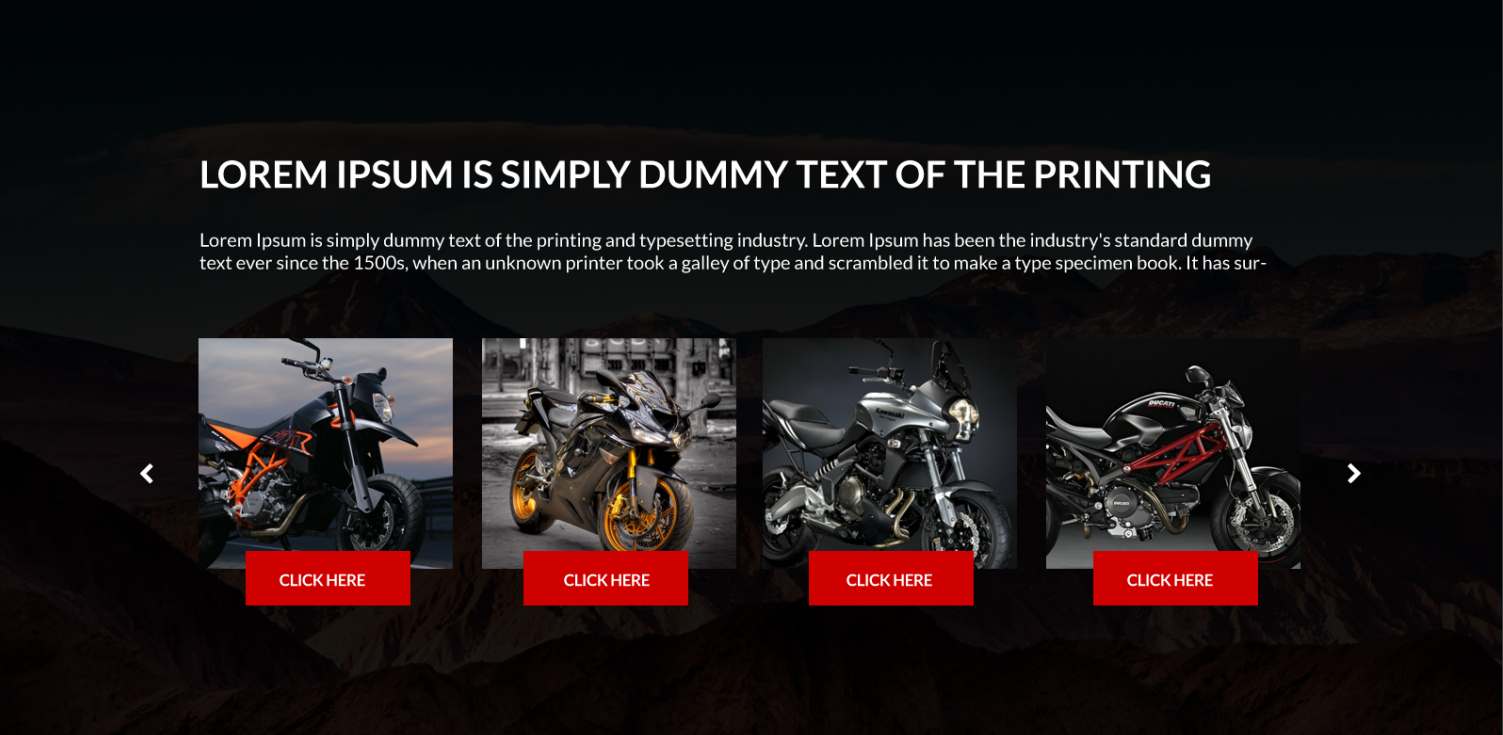 LOREM IPSUM IS SIMPLY DUMMY TEXT OF THE PRINTING
Lorem Ipsum is simply dummy text of the printing and typesetting industry. Lorem Ipsum has been the industry's standard dummy
text ever since the 1500s, when an unknown printer took a galley of type and scrambled it to make a type specimen book. It has sur-
Kawasaki
DUCATI
DUCATI
CLICK HERE
CLICK HERE
CLICK HERE
CLICK HERE